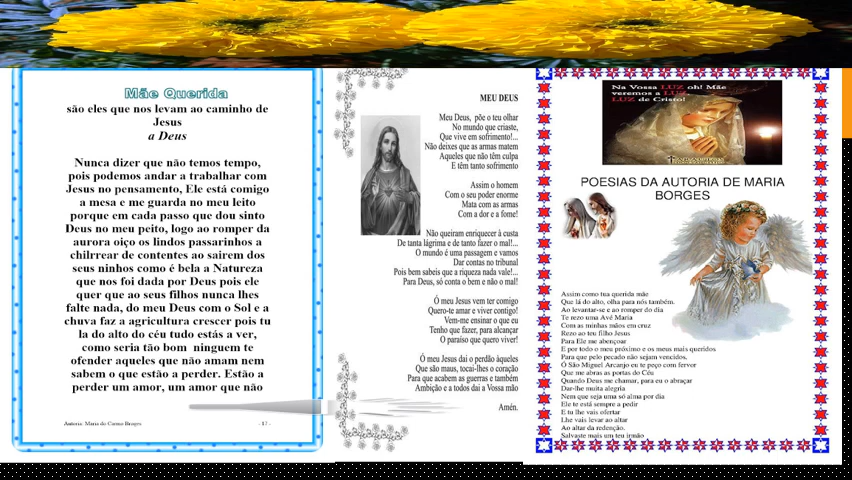 Mãe Querida
são eles que nos levam ao caminho de
Jesus
a Deus
Nunca dizer que não temos tempo,
pois podemos andar a trabalhar com
Jesus no pensamento, Ele está comigo
a mesa e me guarda no meu leito
porque em cada passo que dou sinto
Deus no meu peito, logo ao romper da
aurora oiço os lindos passarinhos a
chilrrear de contentes ao sairem dos
seus ninhos como é bela a Natureza
que nos foi dada por Deus pois ele
quer que ao seus filhos nunca lhes
falte nada, do meu Deus com o Sol e a
chuva faz a agricultura crescer pois tu
la do alto do céu tudo estás a ver,
como seria tão bom ninguem te
ofender aqueles que não amam nem
sabem o que estão a perder. Estão a
perder um amor, um amor que não
Autoria: Maria do Carmo Borges
- 17 -
MEU DEUS
Meu Deus, põe o teu olhar
No mundo que criaste,
Que vive em sofrimento!...
Não deixes que as armas matem
Aqueles que não têm culpa
E têm tanto sofrimento
Assim o homem
Com o seu poder enorme
Mata com as armas
Com a dor e a fome!
Não queiram enriquecer à custa
De tanta lágrima e de tanto fazer o mal!...
O mundo é uma passagem e vamos
Dar contas no tribunal
Pois bem sabeis que a riqueza nada vale!...
Para Deus, só conta o bem e não o mal!
Ó meu Jesus vem ter comigo
Quero-te amar e viver contigo!
Vem-me ensinar o que eu
Tenho que fazer, para alcançar
O paraíso que quero viver!
Ó meu Jesus dai o perdão àqueles
Que são maus, tocai-lhes o coração
Para que acabem as guerras e também
Ambição e a todos dai a Vossa mão
Amén.
Na Vossa LUZ oh! Mãe
veremos a LUZ,
LUZ de Cristo!
POESIAS DA AUTORIA DE MARIA
BORGES
Assim como tua querida mãe
Que lá do alto, olha para nós também.
Ao levantar-se e ao romper do dia
Te rezo uma Avé Maria
Com as minhas mãos em cruz
Rezo ao teu filho Jesus
Para Ele me abençoar
E por todo o meu próximo e os meus mais queridos
Para que pelo pecado não sejam vencidos.
Ó São Miguel Arcanjo eu te peço com fervor
Que me abras as portas do Céu
Quando Deus me chamar, para eu o abraçar
Dar-lhe muita alegria
Nem que seja uma só alma por dia
Ele te está sempre a pedir
E tu lhe vais ofertar
Lhe vais levar ao altar
Ao altar da redenção.
Salvaste mais um teu irmão